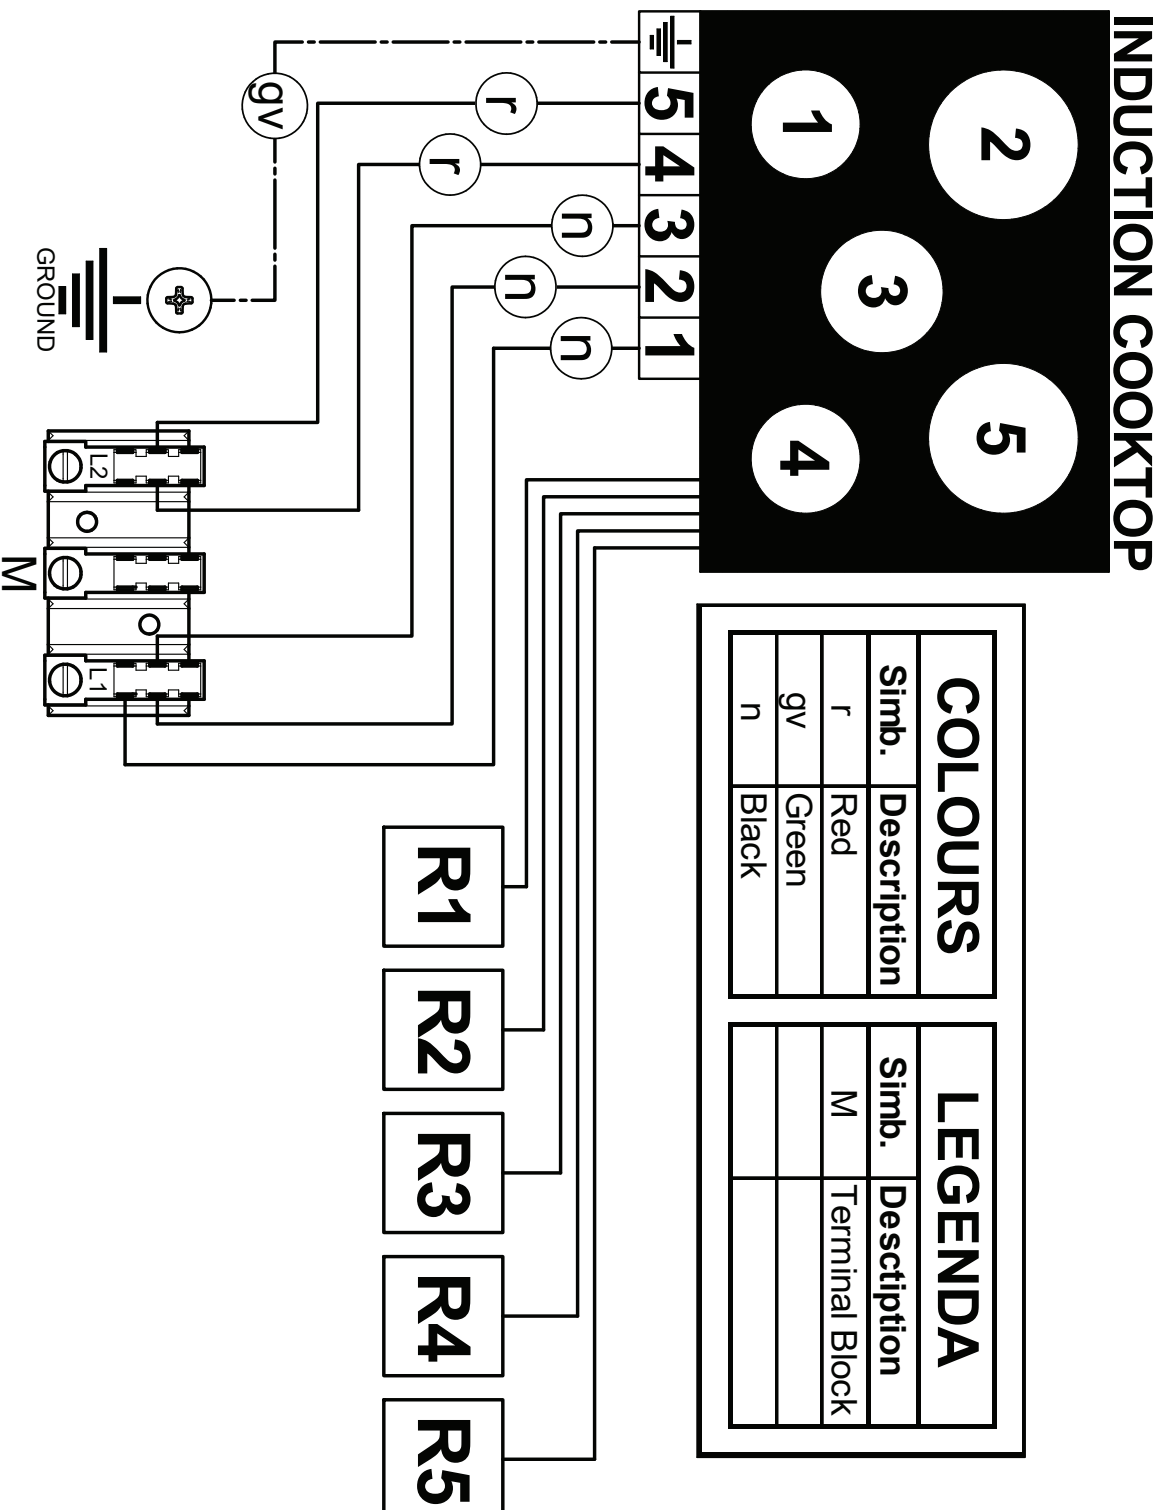 INDUCTION COOKTOP
2
5
3
1
4
5
4
3
2
1
r
r
n
n
n
gv
GROUND
L2
L1
M
COLOURS
Simb. Description
r Red
gv Green
n Black
LEGENDA
Simb. Desctiption
M Terminal Block
R1
R2
R3
R4
R5